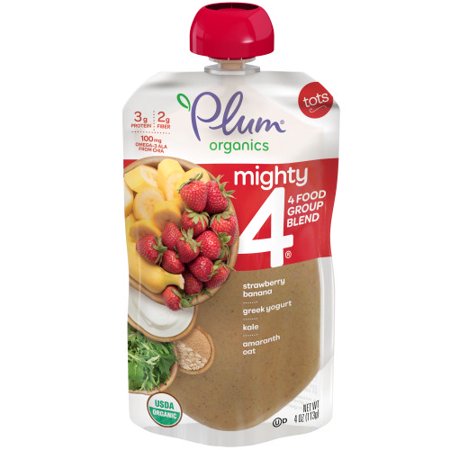 tots
Plum®
organics
3g PROTEIN 2g FIBER
100mg
OMEGA-3 ALA
FROM CHIA
mighty
4®
4 FOOD
GROUP
BLEND
strawberry
banana
greek yogurt
kale
amaranth
oat
USDA
ORGANIC
U D
NET WT
4 OZ (113g)